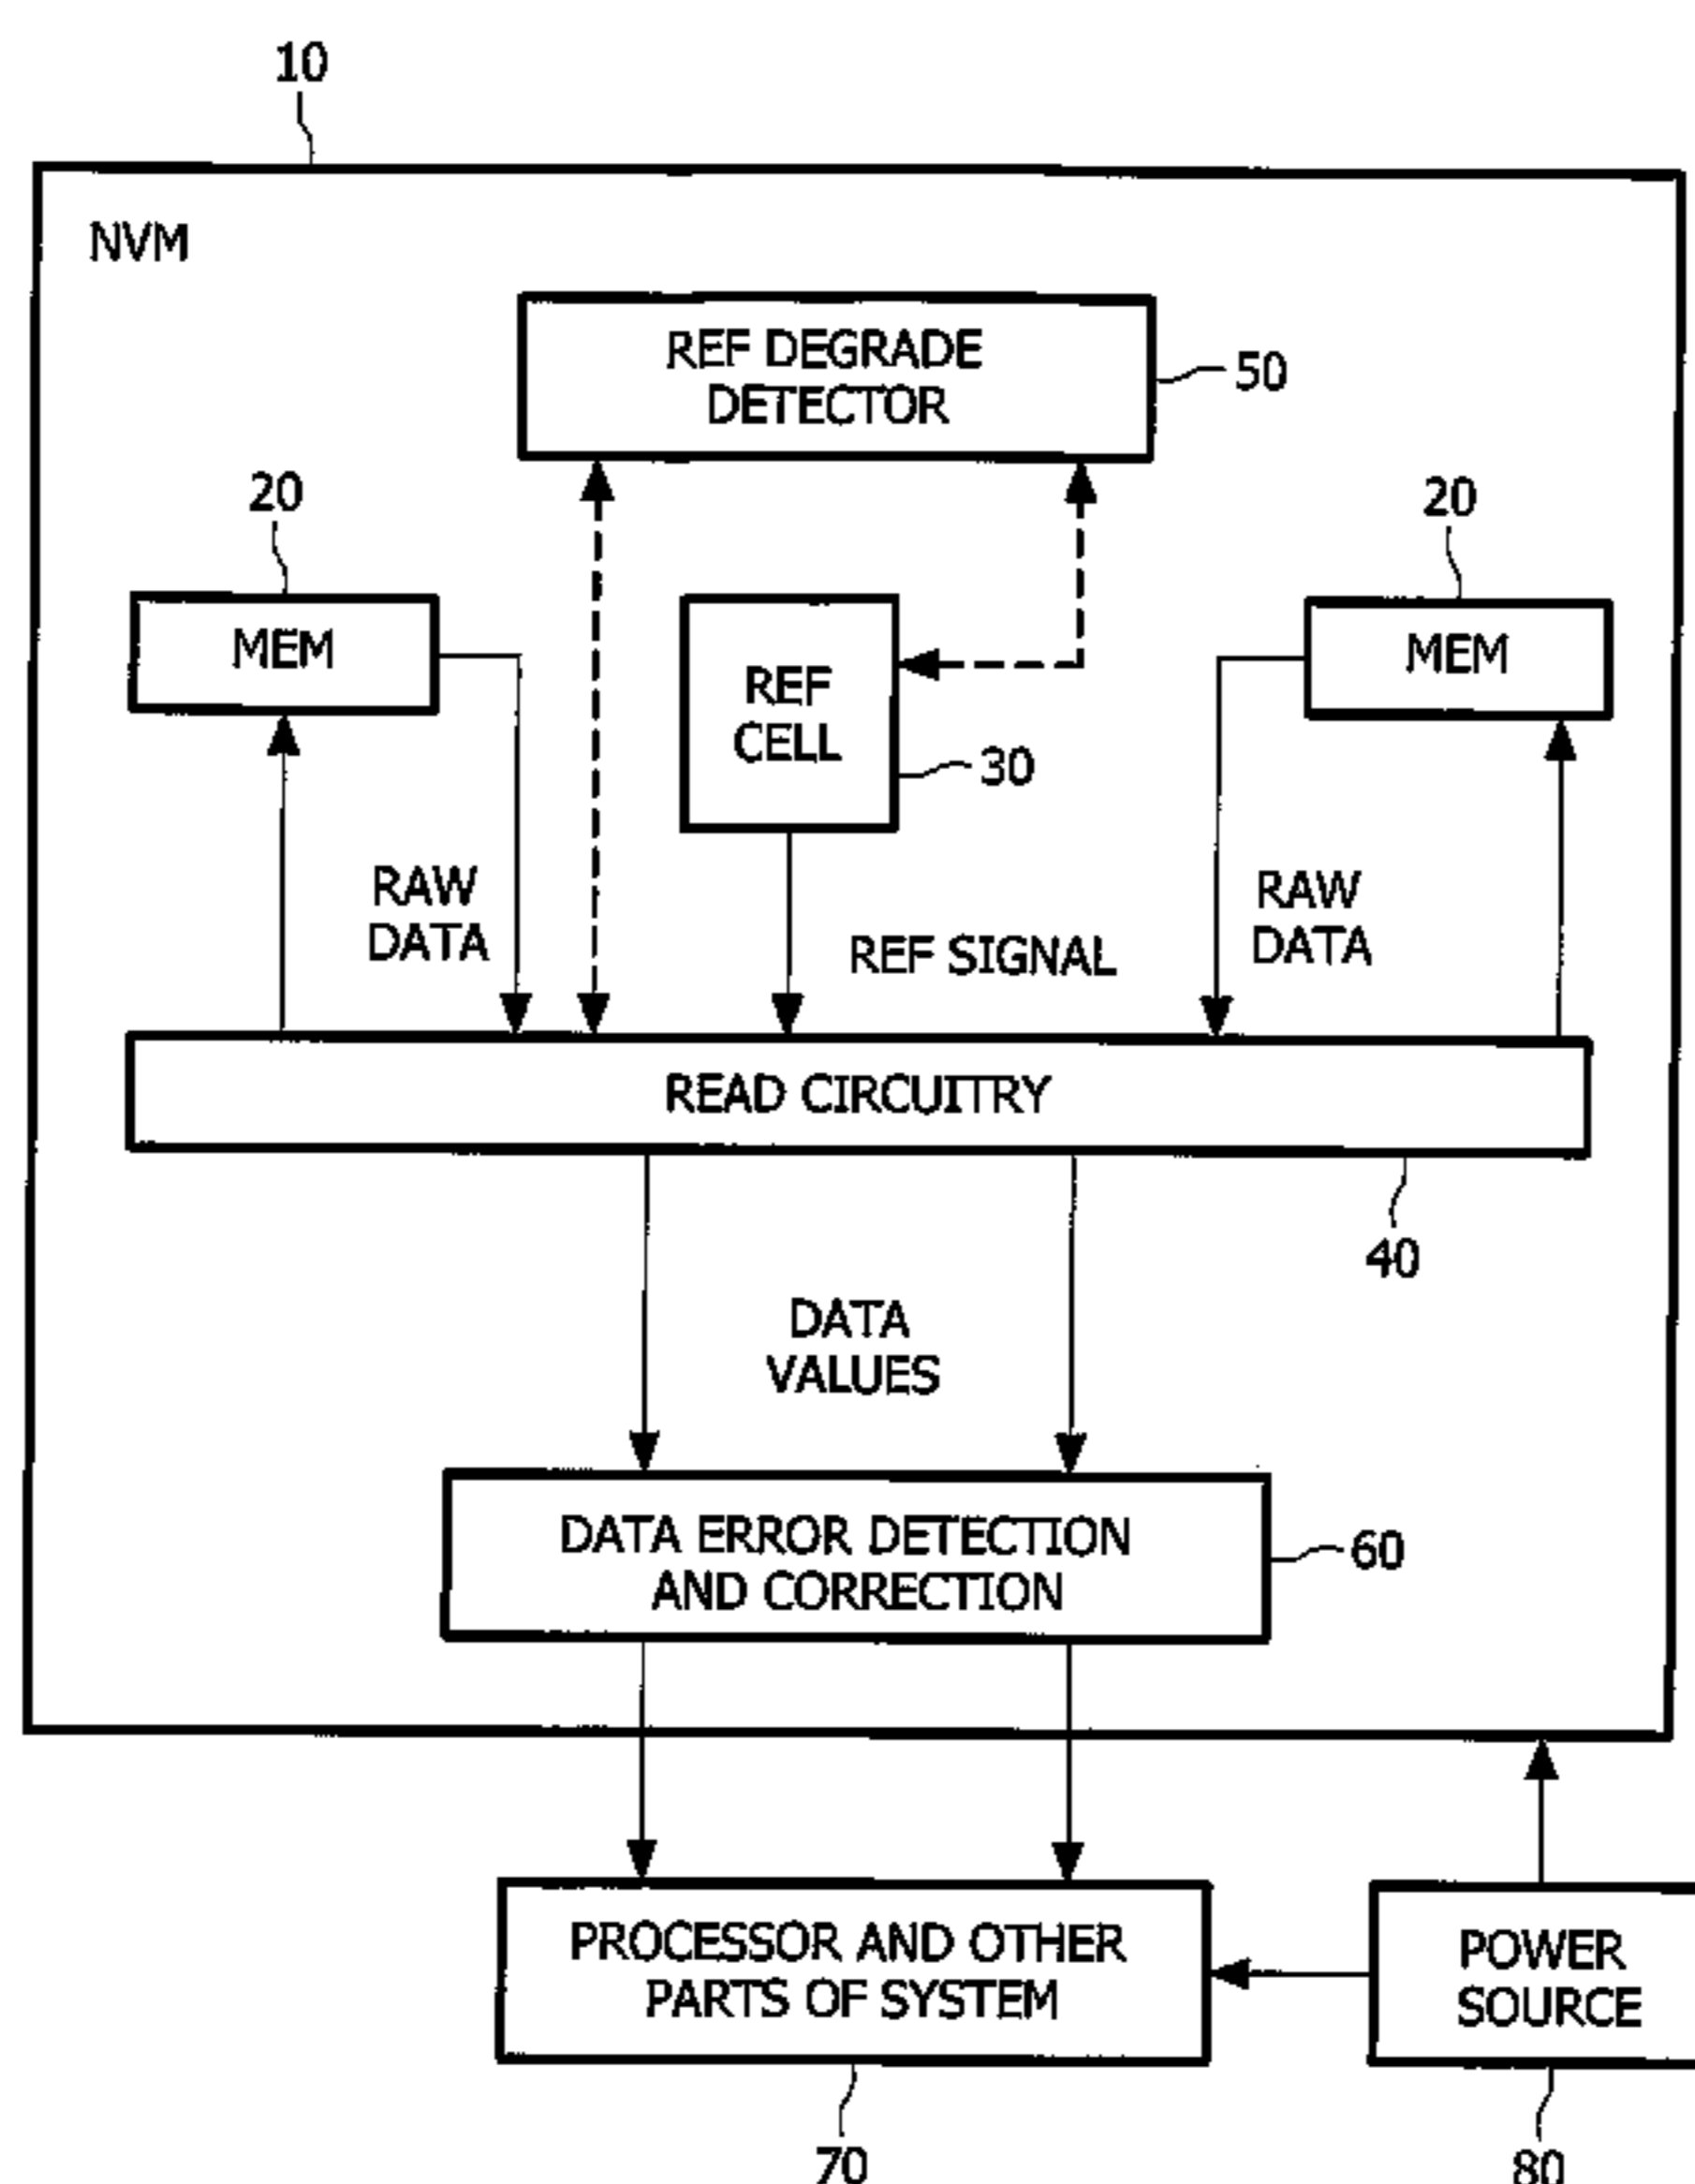 10
NVM
REF DEGRADE
DETECTOR
50
20
20
MEM
MEM
REF
CELL
30
RAW
DATA
REF SIGNAL
RAW
DATA
READ CIRCUITRY
40
DATA
VALUES
DATA ERROR DETECTION
AND CORRECTION
60
PROCESSOR AND OTHER
PARTS OF SYSTEM
POWER
SOURCE
70
80